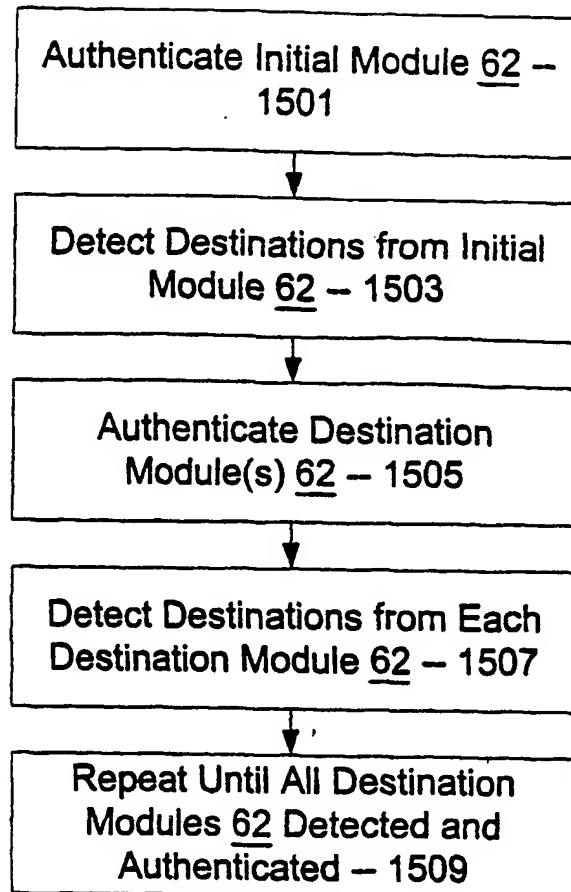 Authenticate Initial Module 62 –
1501
Detect Destinations from Initial
Module 62 – 1503
Authenticate Destination
Module(s) 62 – 1505
Detect Destinations from Each
Destination Module 62 – 1507
Repeat Until All Destination
Modules 62 Detected and
Authenticated – 1509